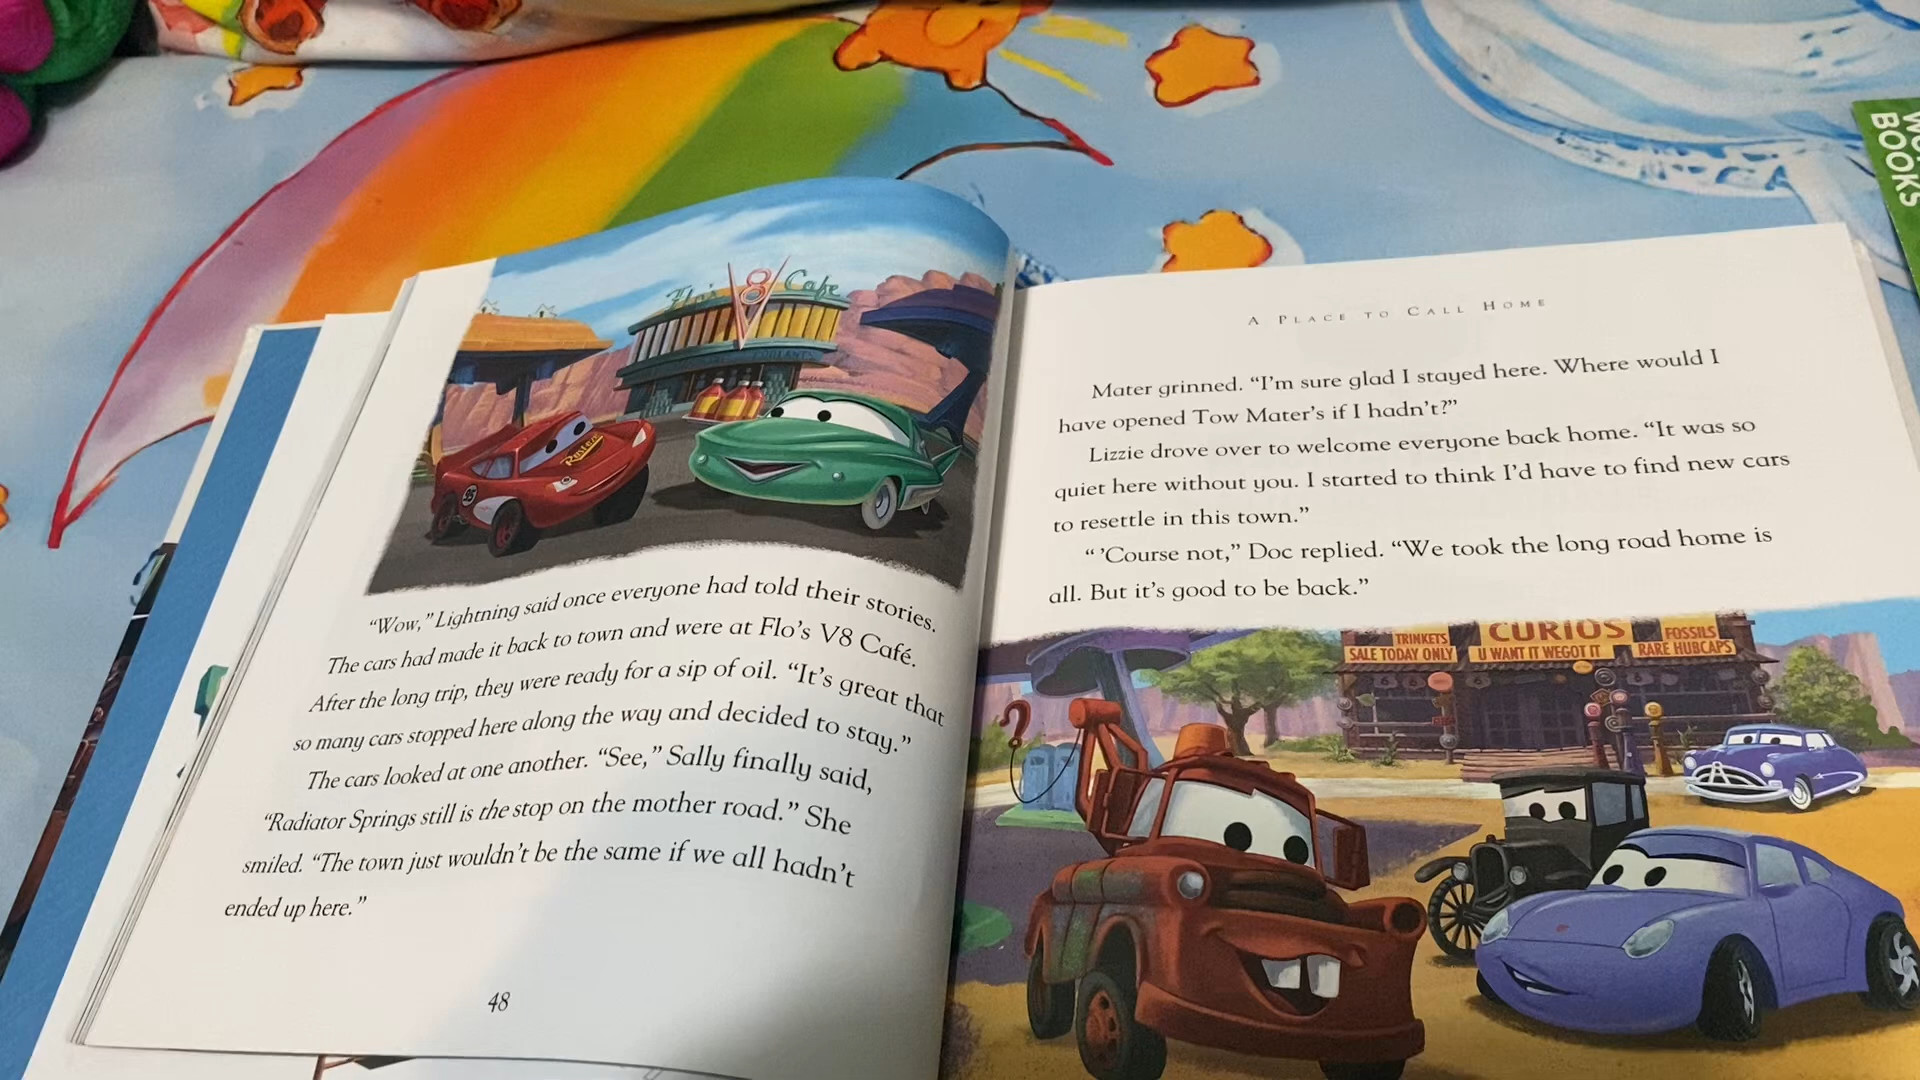 Flo's V8 Cafe
Rusteze
95
"Wow," Lightning said once everyone had told their stories.
The cars had made it back to town and were at Flo's V8 Café.
After the long trip, they were ready for a sip of oil. "It's great that
so many cars stopped here along the way and decided to stay."
The cars looked at one another. "See," Sally finally said,
"Radiator Springs still is the stop on the mother road." She
smiled. "The town just wouldn't be the same if we all hadn't
ended up here."
48
A PLACE TO CALL HOME
Mater grinned. "I'm sure glad I stayed here. Where would I
have opened Tow Mater's if I hadn't?"
Lizzie drove over to welcome everyone back home. "It was so
quiet here without you. I started to think I'd have to find new cars
to resettle in this town."
" 'Course not," Doc replied. "We took the long road home is
all. But it's good to be back."
TRINKETS
SALE TODAY ONLY
CURIOS
U WANT IT WEGOT IT
FOSSILS
RARE HUBCAPS
BOOKS